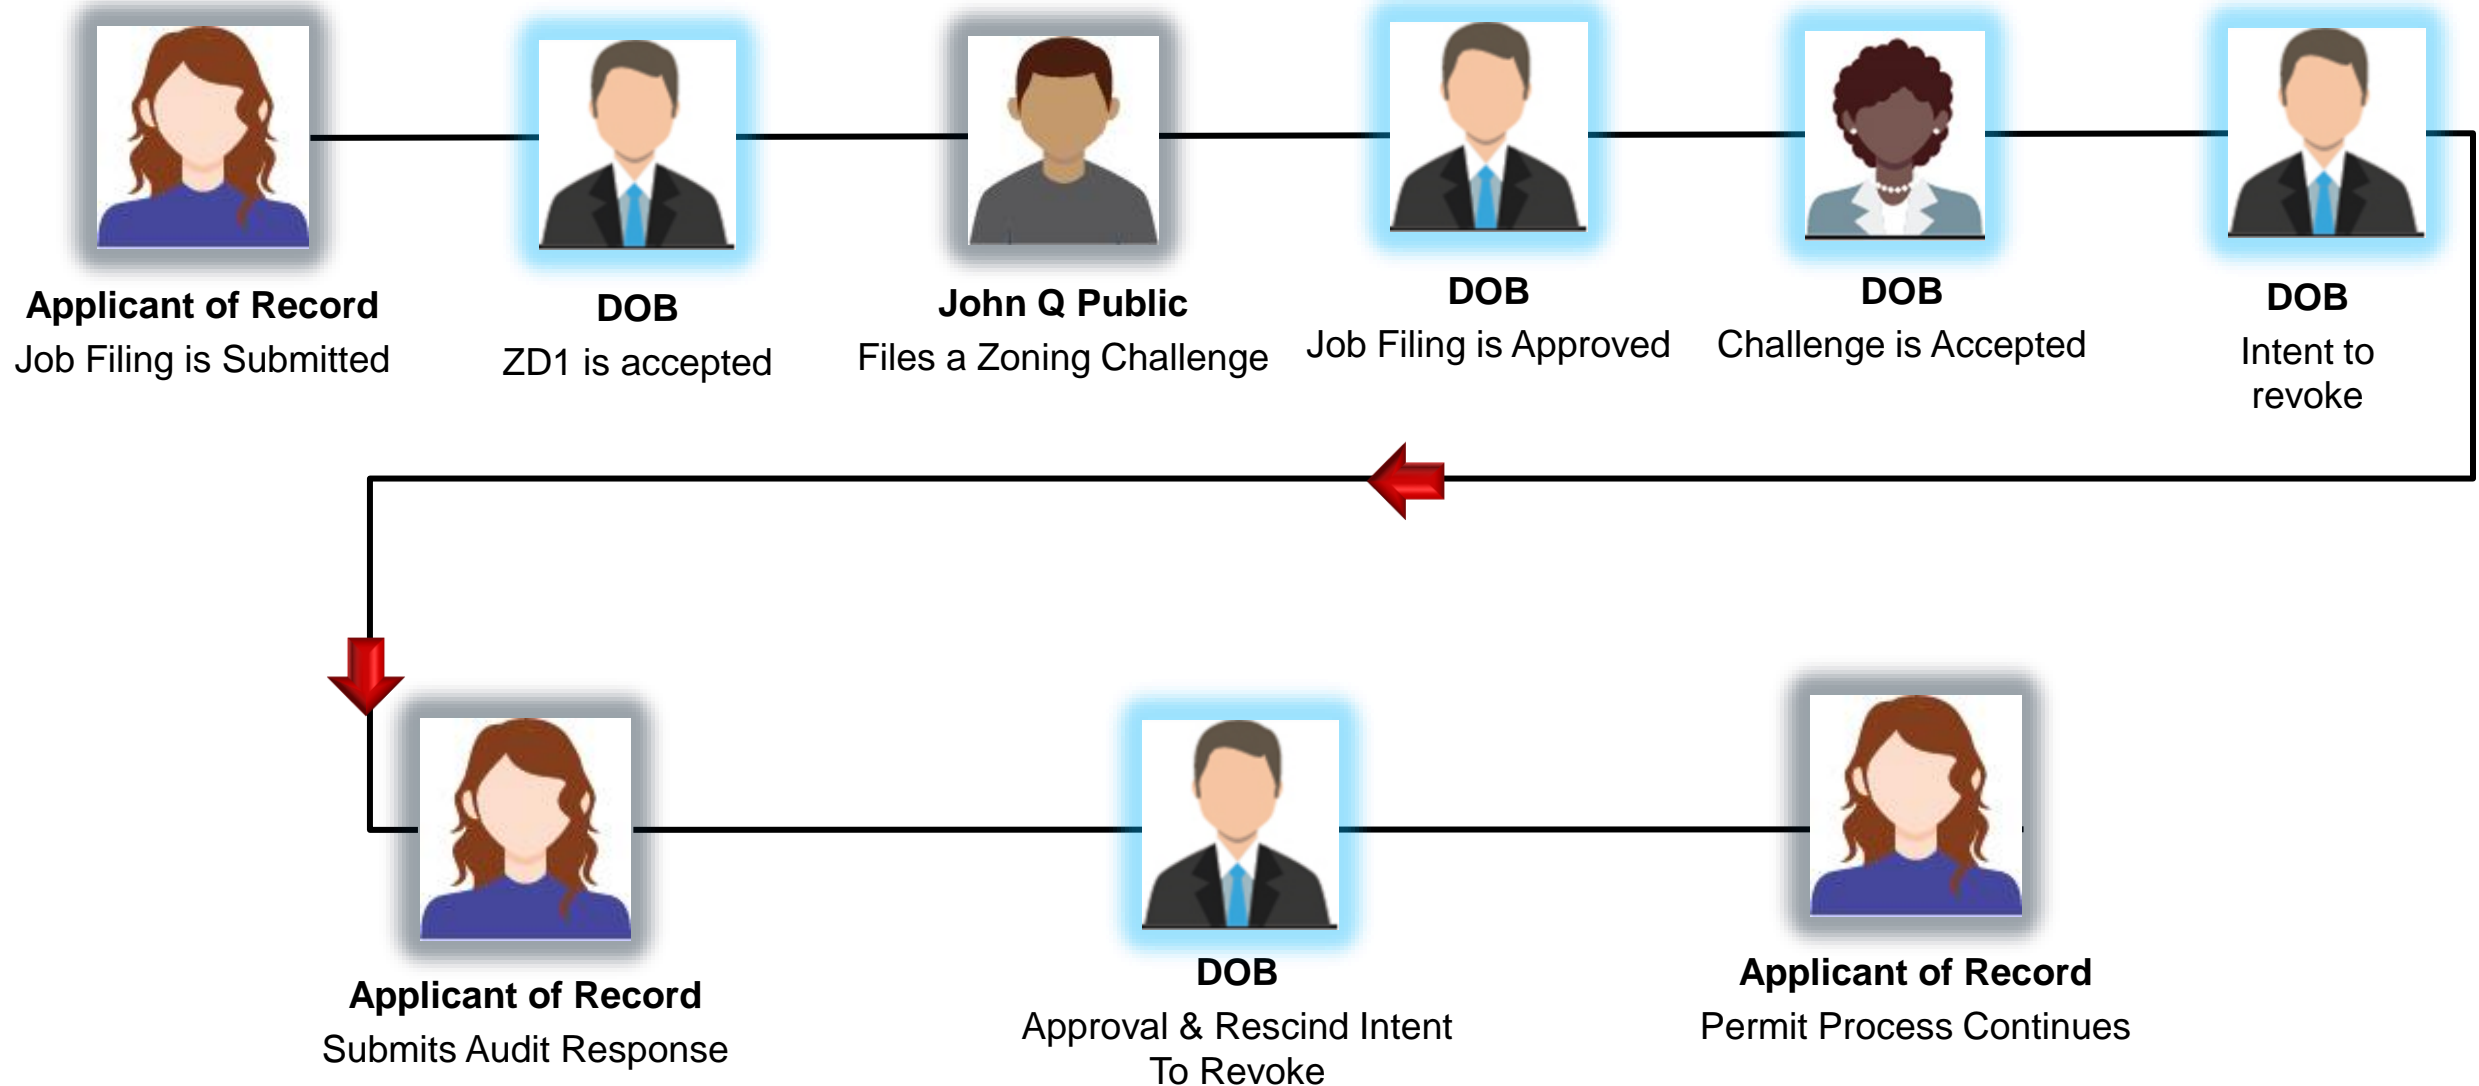 Applicant of Record
Job Filing is Submitted
DOB
ZD1 is accepted
John Q Public
Files a Zoning Challenge
DOB
Job Filing is Approved
DOB
Challenge is Accepted
DOB
Intent to
revoke
Applicant of Record
Submits Audit Response
DOB
Approval & Rescind Intent
To Revoke
Applicant of Record
Permit Process Continues